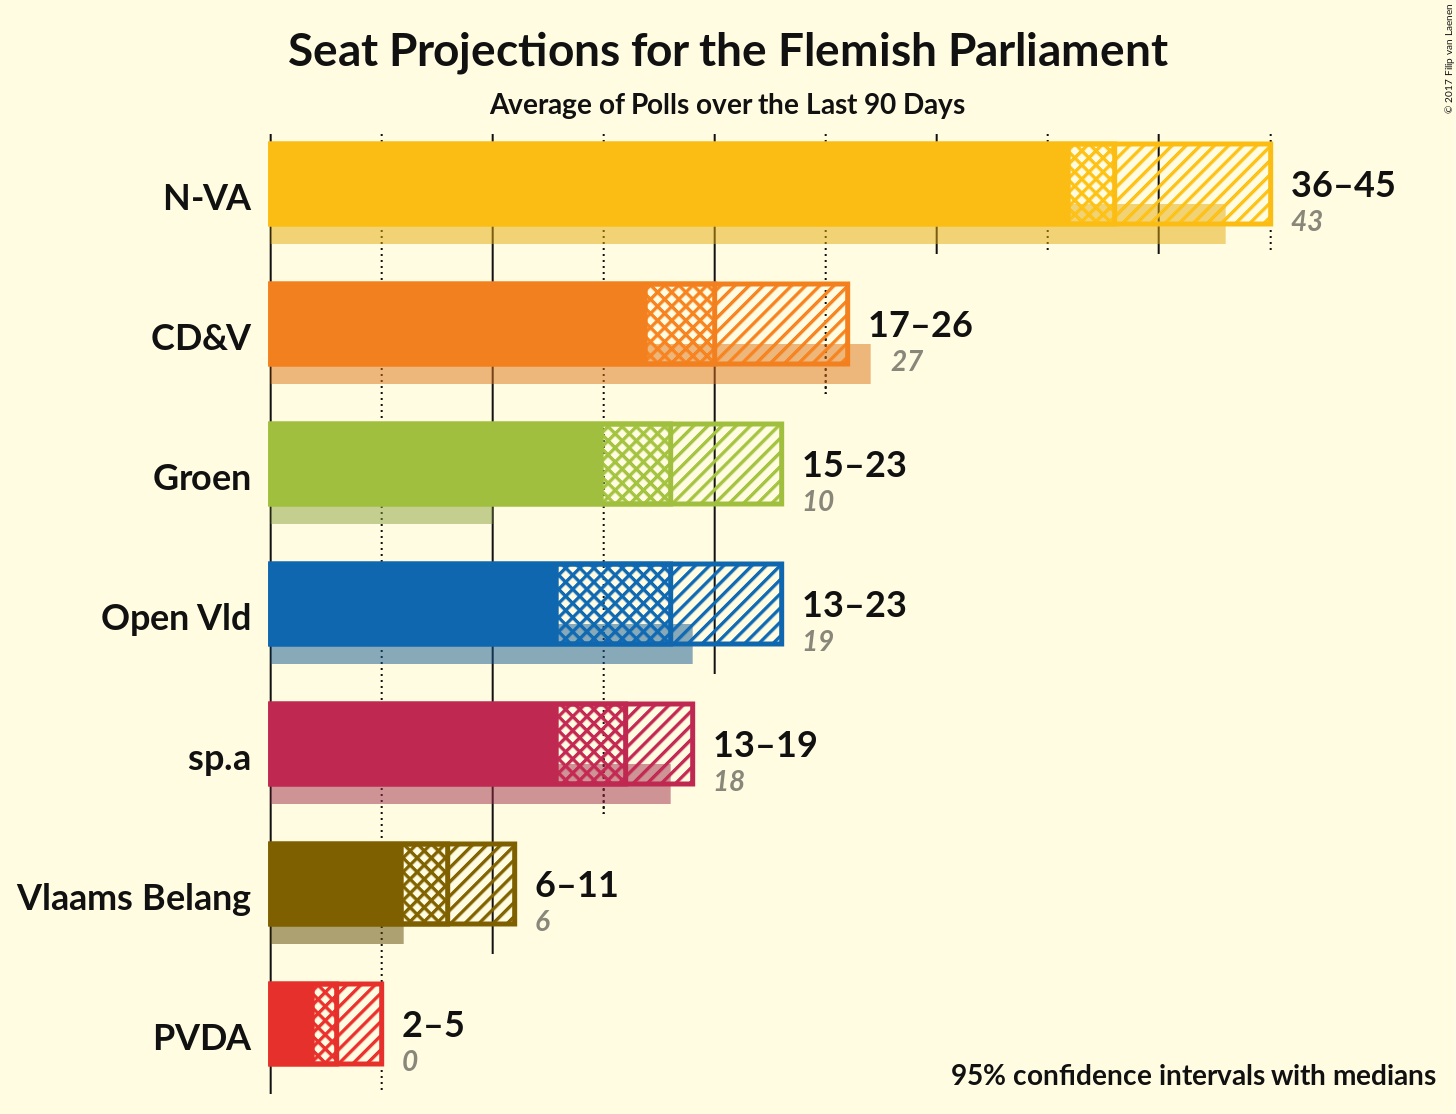 Seat Projections for the Flemish Parliament
Average of Polls over the Last 90 Days
© 2017 Filip van Laenen
N-VA
36–45
43
CD&V
17–26
27
Groen
15–23
10
Open Vld
13–23
19
sp.a
13–19
18
Vlaams Belang
6–11
6
PVDA
2–5
0
95% confidence intervals with medians